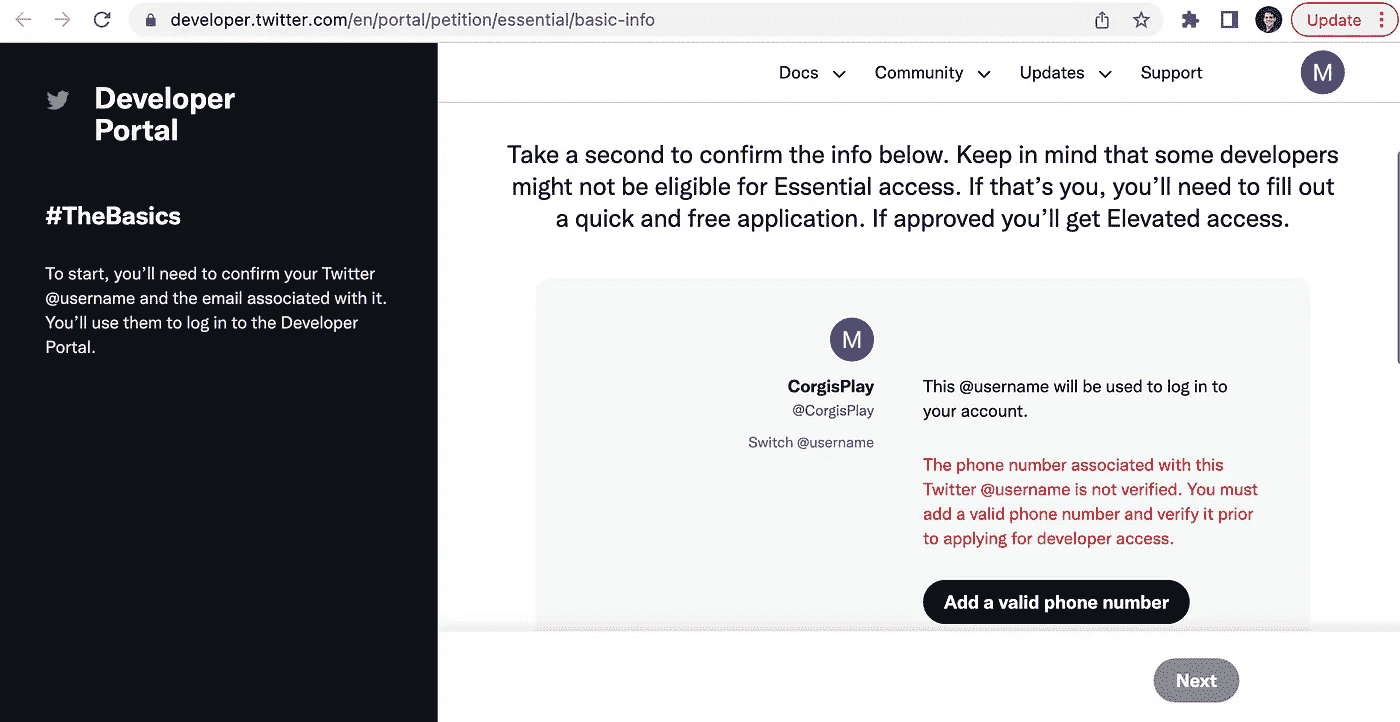 developer.twitter.com/en/portal/petition/essential/basic-info
Update
Developer
Portal
#TheBasics
To start, you’ll need to confirm your Twitter
@username and the email associated with it.
You’ll use them to log in to the Developer
Portal.
Docs
Community
Updates
Support
M
Take a second to confirm the info below. Keep in mind that some developers
might not be eligible for Essential access. If that’s you, you’ll need to fill out
a quick and free application. If approved you’ll get Elevated access.
M
CorgisPlay
@CorgisPlay
Switch @username
This @username will be used to log in to
your account.
The phone number associated with this
Twitter @username is not verified. You must
add a valid phone number and verify it prior
to applying for developer access.
Add a valid phone number
Next